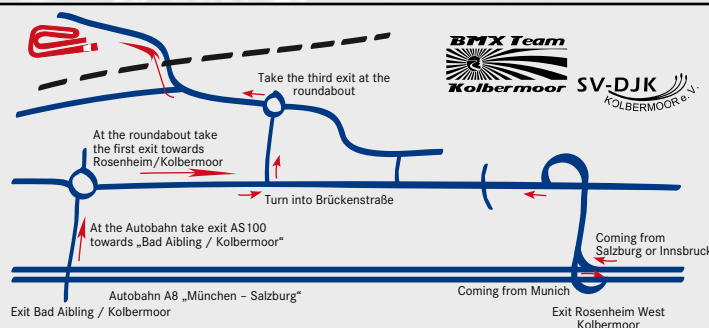 BMX Team
Kolbermoor
SV-DJK
KOLBERMOOR e.V.
Take the third exit at the
roundabout
At the roundabout take
the first exit towards
Rosenheim/Kolbermoor
Turn into Brückenstraße
At the Autobahn take exit AS100
towards „Bad Aibling / Kolbermoor“
Coming from
Salzburg or Innsbruck
Autobahn A8 „München – Salzburg“
Coming from Munich
Exit Bad Aibling / Kolbermoor
Exit Rosenheim West
Kolbermoor